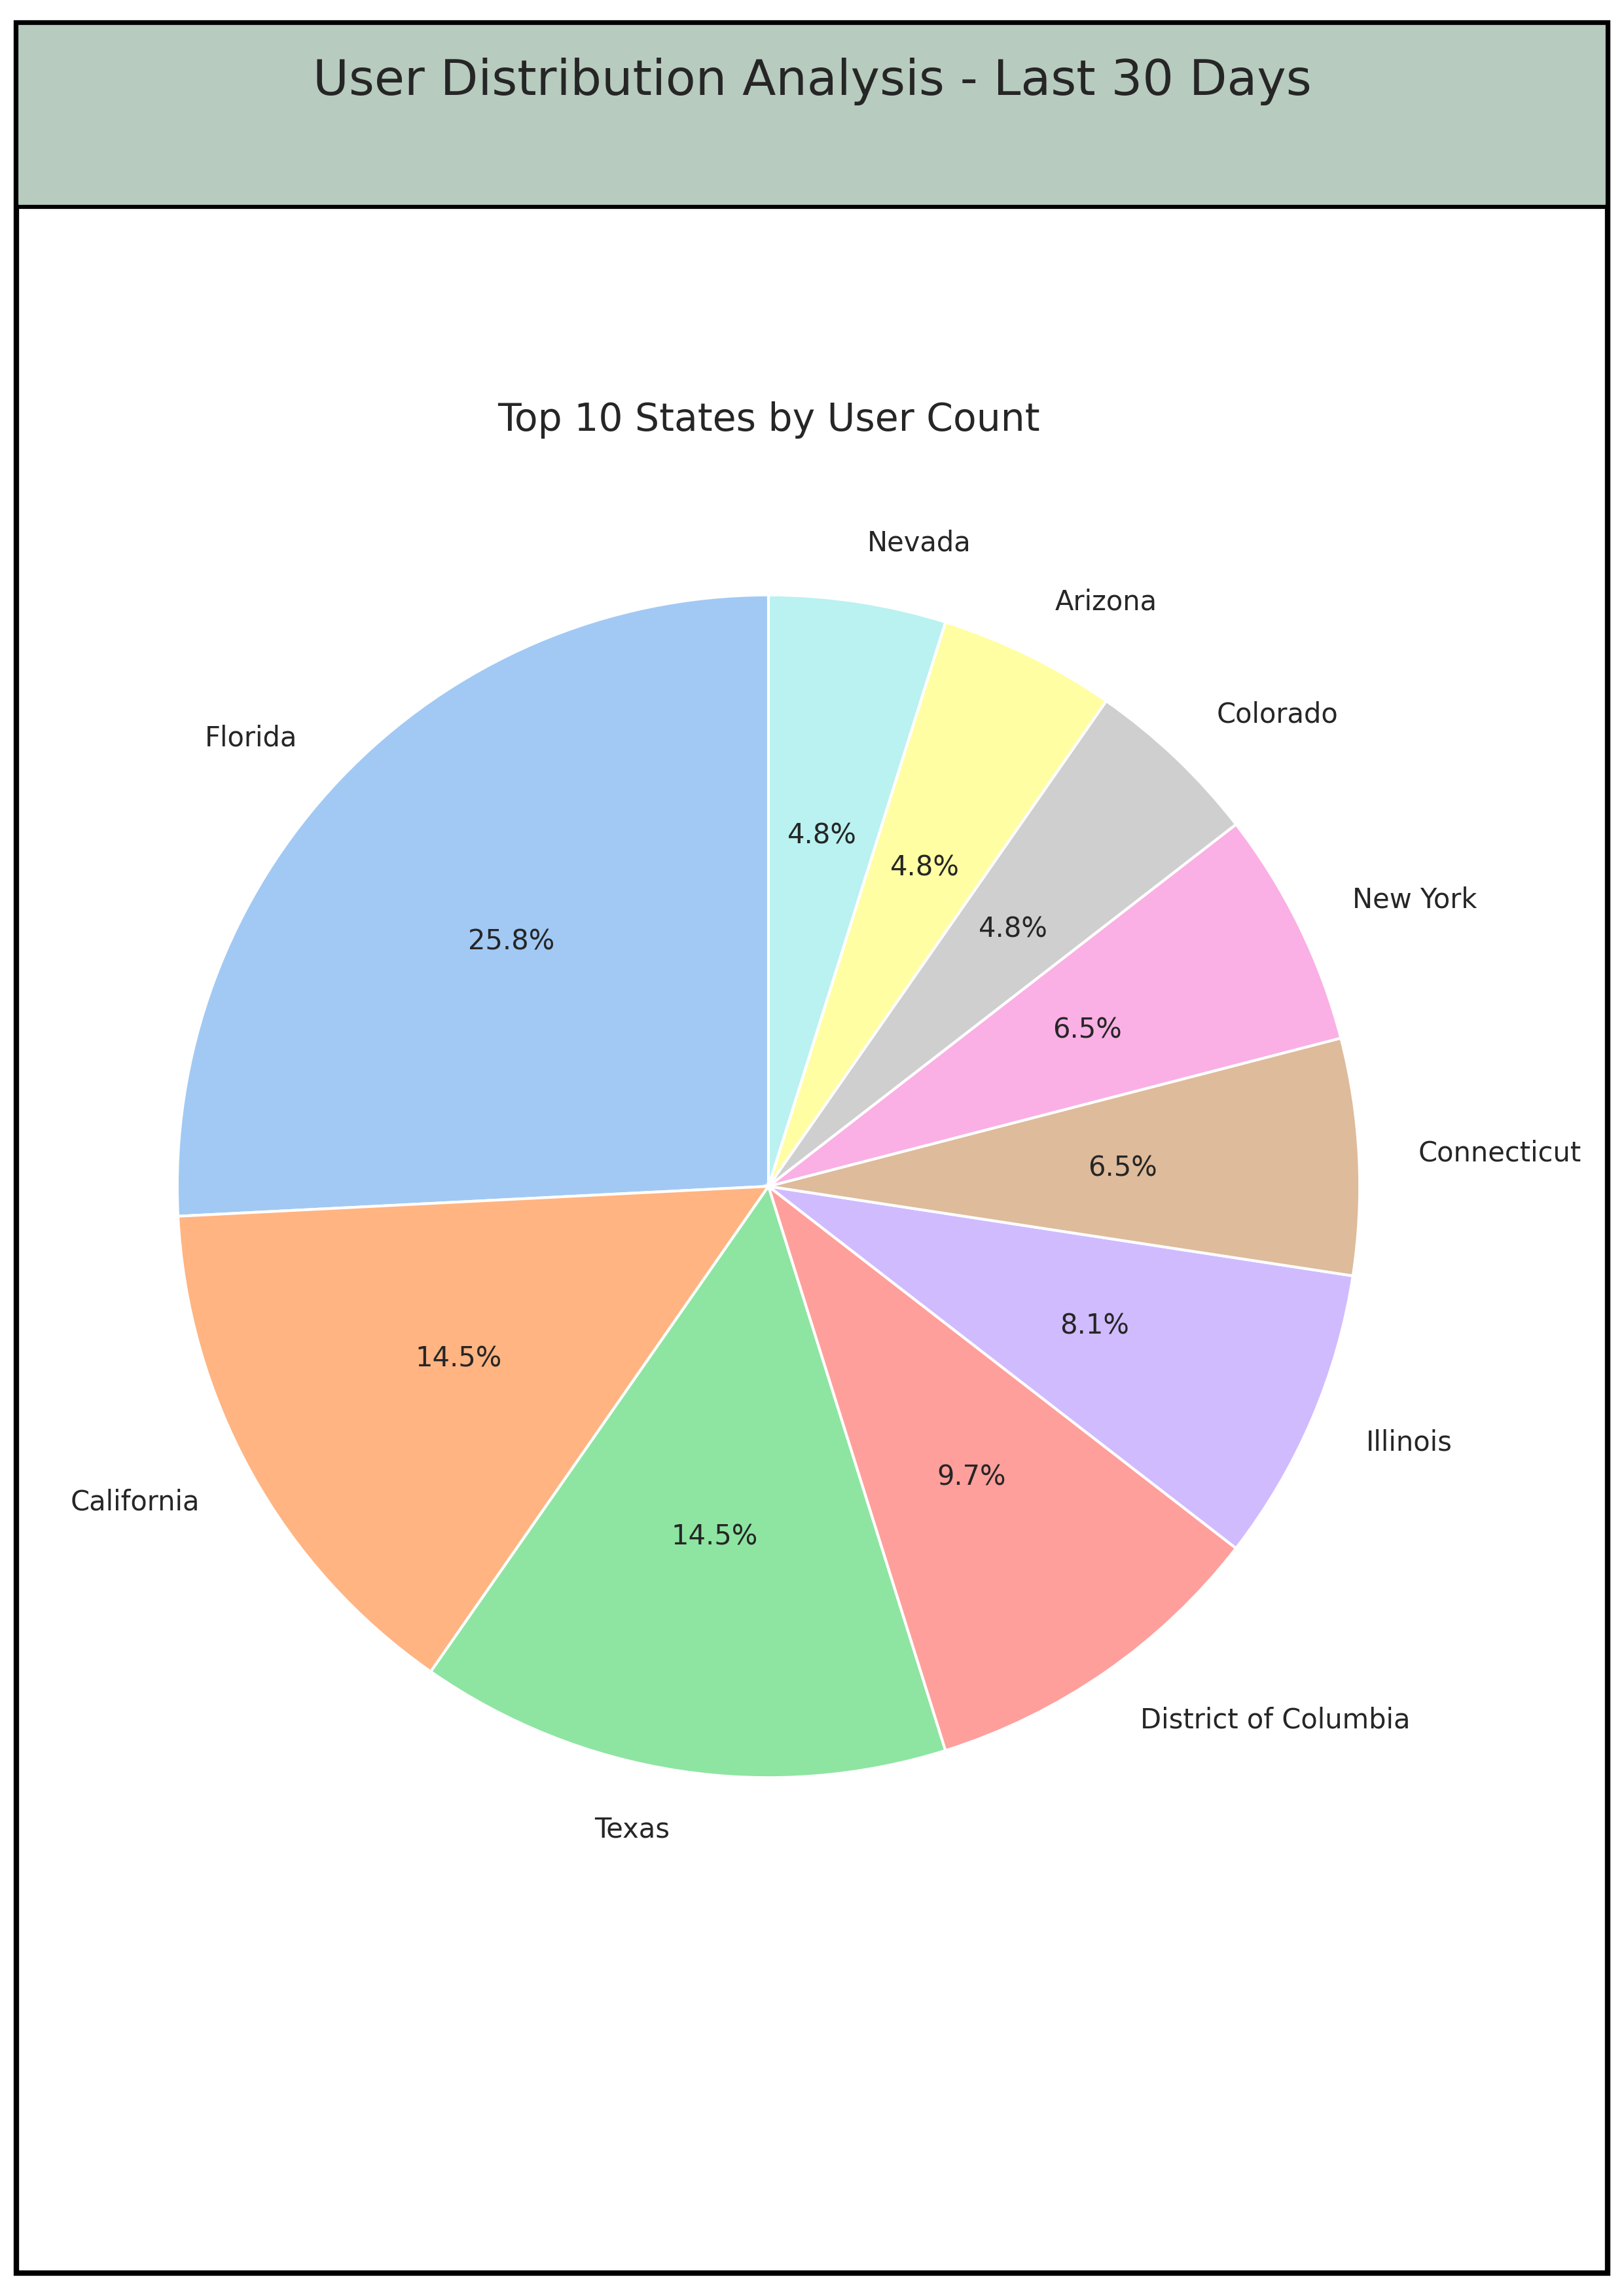 User Distribution Analysis - Last 30 Days
Top 10 States by User Count
Nevada
Arizona
Colorado
Florida
New York
4.8%
4.8%
4.8%
25.8%
6.5%
Connecticut
6.5%
8.1%
14.5%
Illinois
9.7%
California
14.5%
District of Columbia
Texas